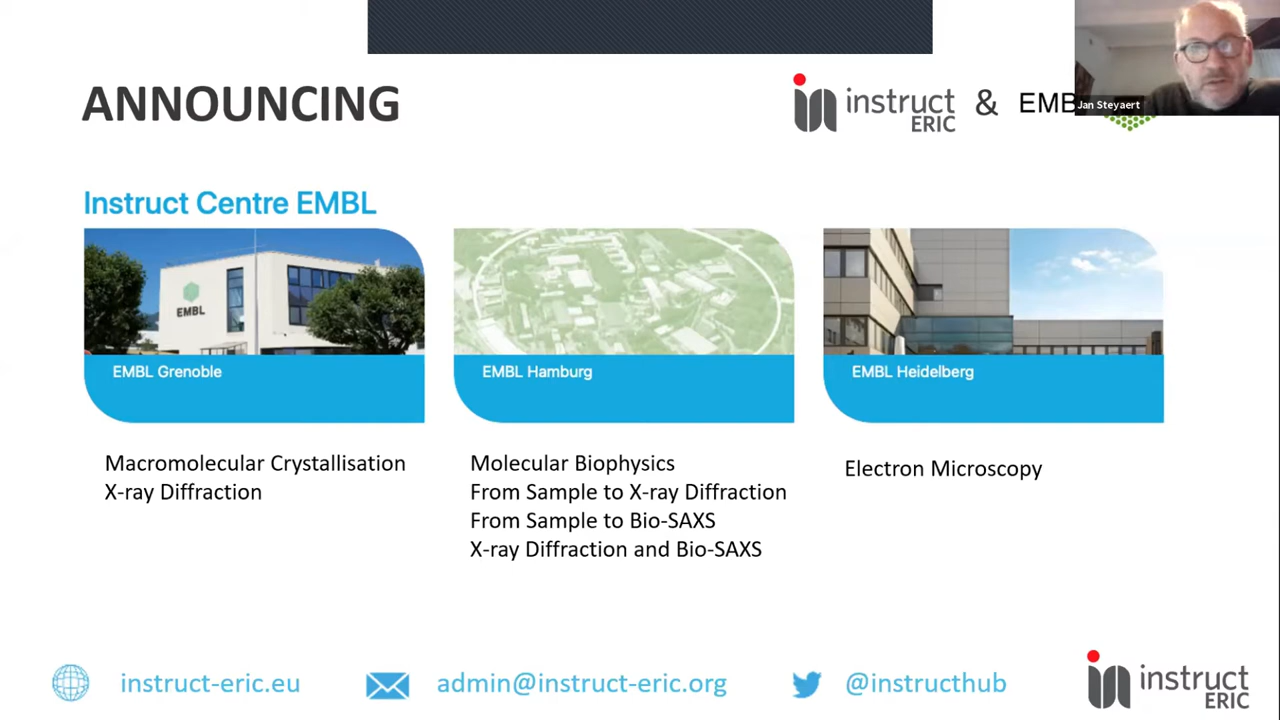 ANNOUNCING
instruct
ERIC
& EMB
Jan Steyaert
Instruct Centre EMBL
EMBL
EMBL Grenoble
EMBL Hamburg
EMBL Heidelberg
Macromolecular Crystallisation
X-ray Diffraction
Molecular Biophysics
From Sample to X-ray Diffraction
From Sample to Bio-SAXS
X-ray Diffraction and Bio-SAXS
Electron Microscopy
instruct-eric.eu
admin@instruct-eric.org
@instructhub
instruct
ERIC